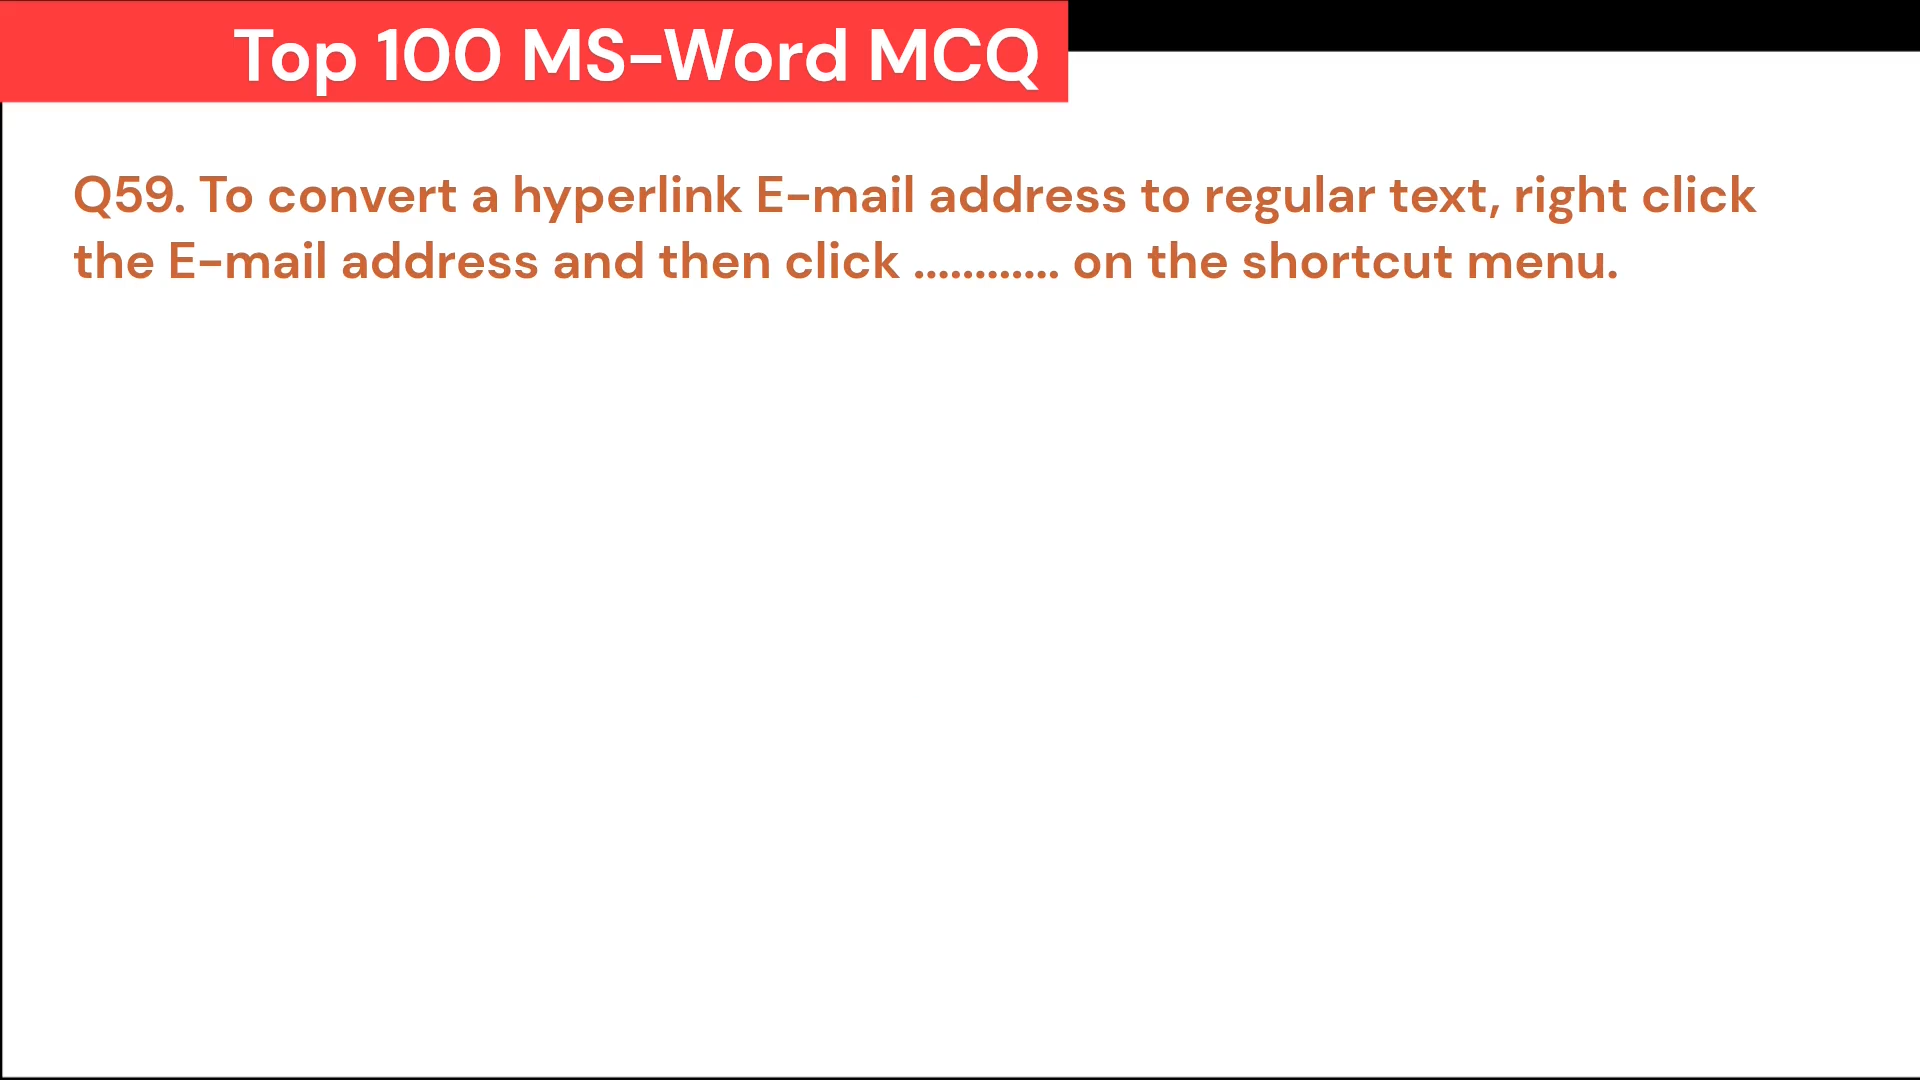 Top 100 MS-Word MCQ
Q59. To convert a hyperlink E-mail address to regular text, right click
the E-mail address and then click ............ on the shortcut menu.